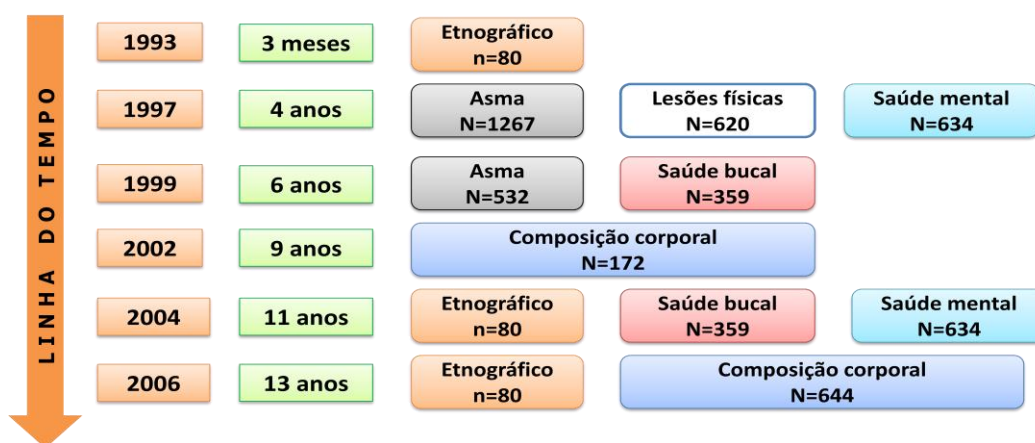 LINHA DO TEMPO
1993
3 meses
Etnográfico
n=80
1997
4 anos
Asma
N=1267
Lesões físicas
N=620
Saúde mental
N=634
1999
6 anos
Asma
N=532
Saúde bucal
N=359
2002
9 anos
Composição corporal
N=172
2004
11 anos
Etnográfico
n=80
Saúde bucal
N=359
Saúde mental
N=634
2006
13 anos
Etnográfico
n=80
Composição corporal
N=644